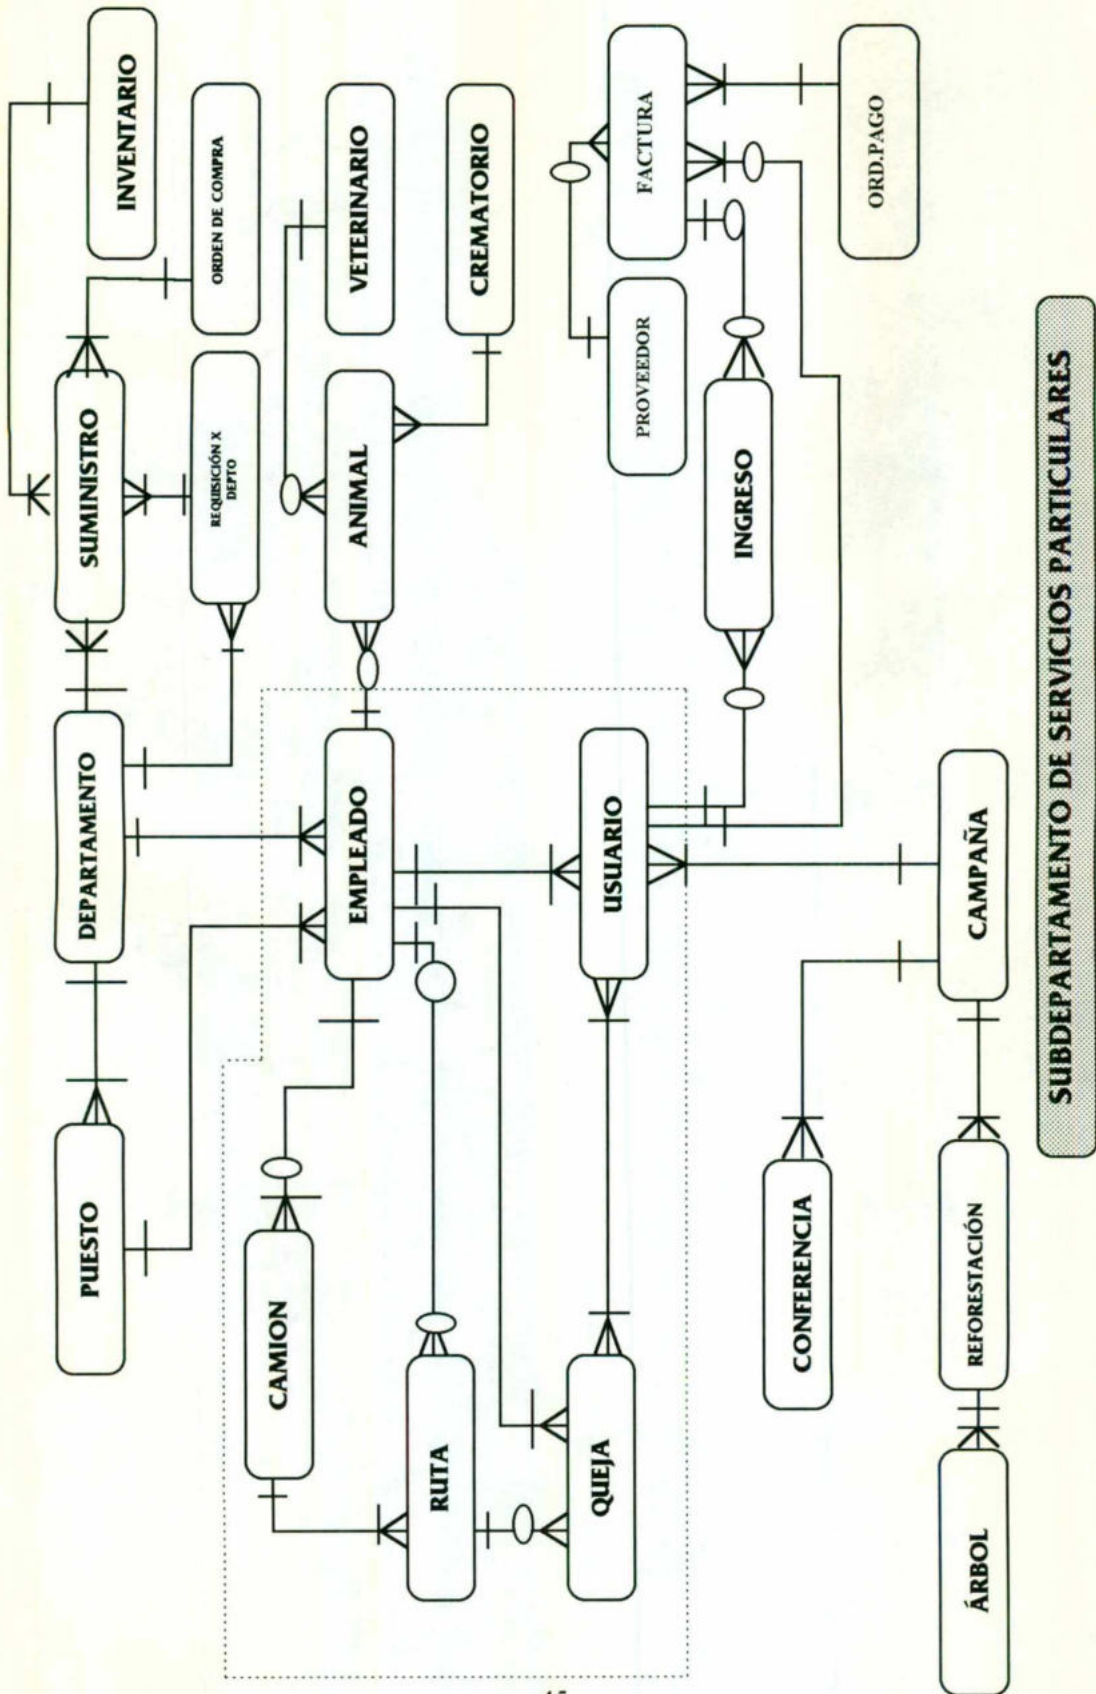 PUESTO
DEPARTAMENTO
SUMINISTRO
INVENTARIO
ORDEN DE COMPRA
REQUISICIÓN X
DEPTO
CAMION
EMPLEADO
ANIMAL
VETERINARIO
CREMATORIO
RUTA
QUEJA
USUARIO
PROVEEDOR
FACTURA
INGRESO
ORD.PAGO
CONFERENCIA
CAMPAÑA
REFORESTACIÓN
ÁRBOL
SUBDEPARTAMENTO DE SERVICIOS PARTICULARES